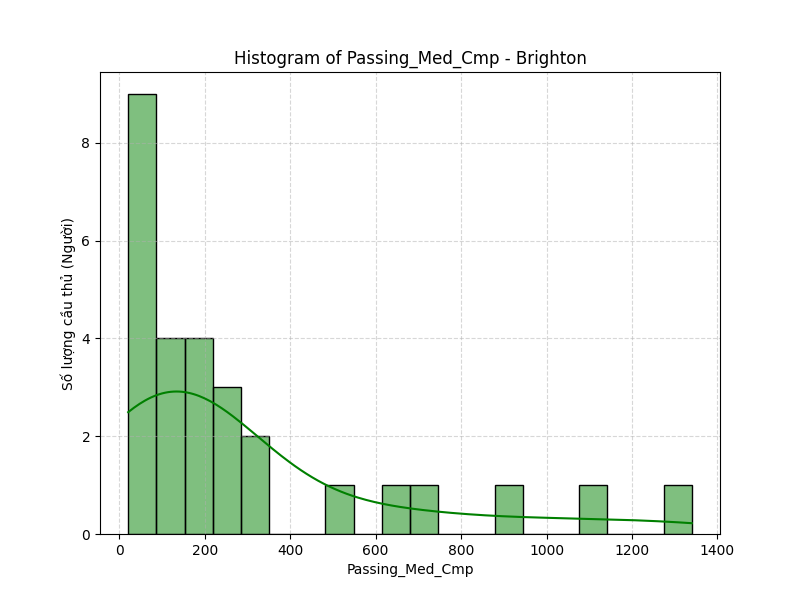 Histogram of Passing_Med_Cmp - Brighton
Số lượng cầu thủ (Người)
8
6
4
2
0
0 200 400 600 800 1000 1200 1400
Passing_Med_Cmp